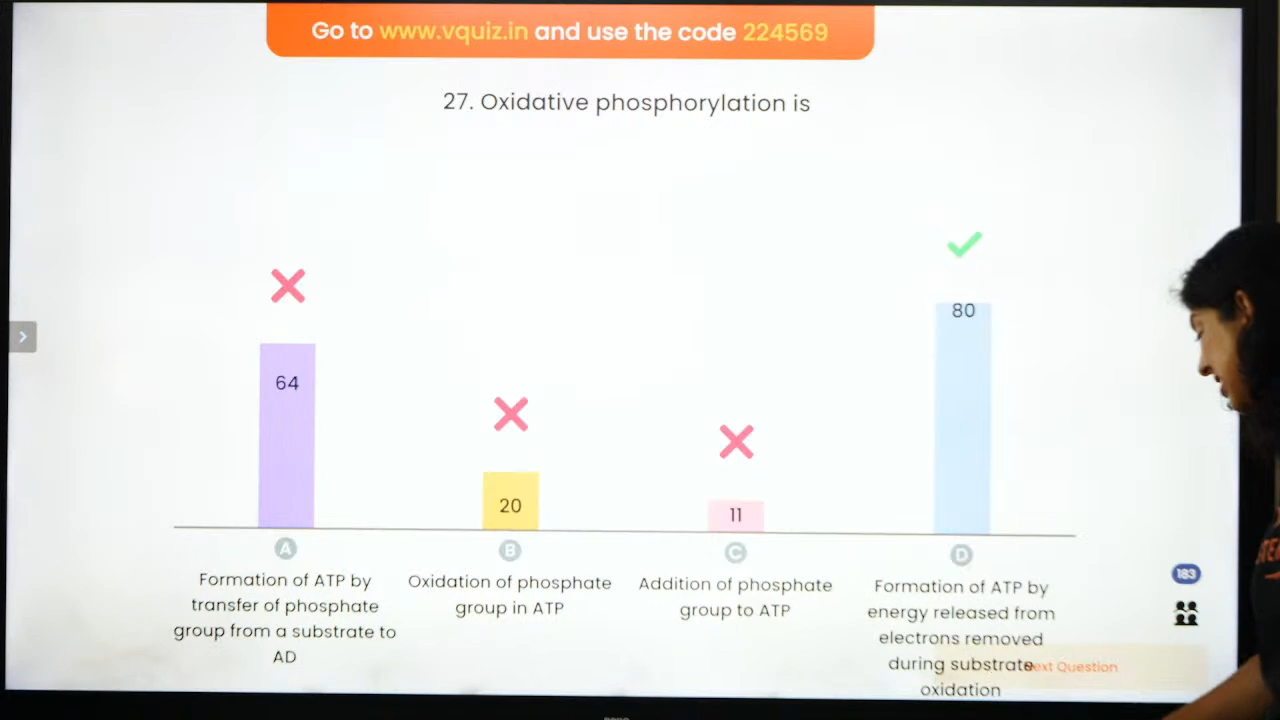 Go to www.vquiz.in and use the code 224569
27. Oxidative phosphorylation is
80
64
20
11
A
B
C
D
Formation of ATP by
transfer of phosphate
group from a substrate to
AD
Oxidation of phosphate
group in ATP
Addition of phosphate
group to ATP
Formation of ATP by
energy released from
electrons removed
during substrate
oxidation
183
ext Question